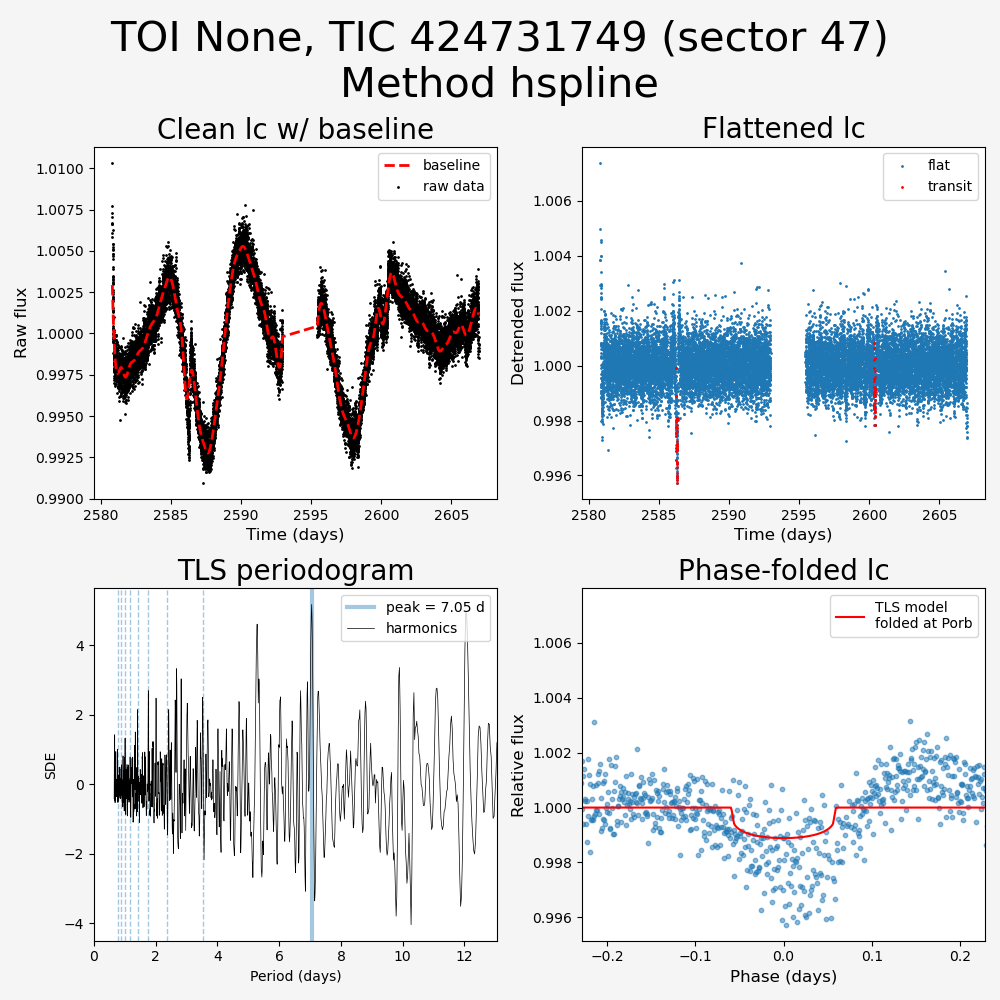 TOI None, TIC 424731749 (sector 47)
Method hspline
Clean lc w/ baseline
Flattened lc
baseline
raw data
flat
transit
1.0100
1.0075
1.0050
1.0025
1.0000
0.9975
0.9950
0.9925
0.9900
Raw flux
2580 2585 2590 2595 2600 2605
Time (days)
1.006
1.004
1.002
1.000
0.998
0.996
Detrended flux
2580 2585 2590 2595 2600 2605
Time (days)
TLS periodogram
Phase-folded lc
peak = 7.05 d
harmonics
TLS model
folded at Porb
4
2
0
−2
−4
SDE
0 2 4 6 8 10 12
Period (days)
1.006
1.004
1.002
1.000
0.998
0.996
Relative flux
−0.2 −0.1 0.0 0.1 0.2
Phase (days)